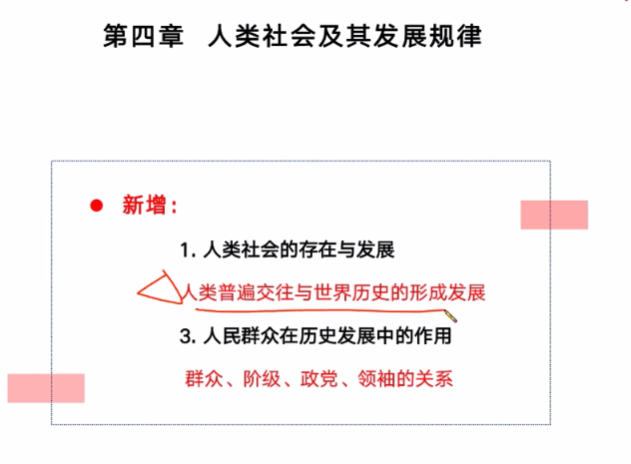 第四章 人类社会及其发展规律
新增：
1. 人类社会的存在与发展
人类普遍交往与世界历史的形成发展
3. 人民群众在历史发展中的作用
群众、阶级、政党、领袖的关系